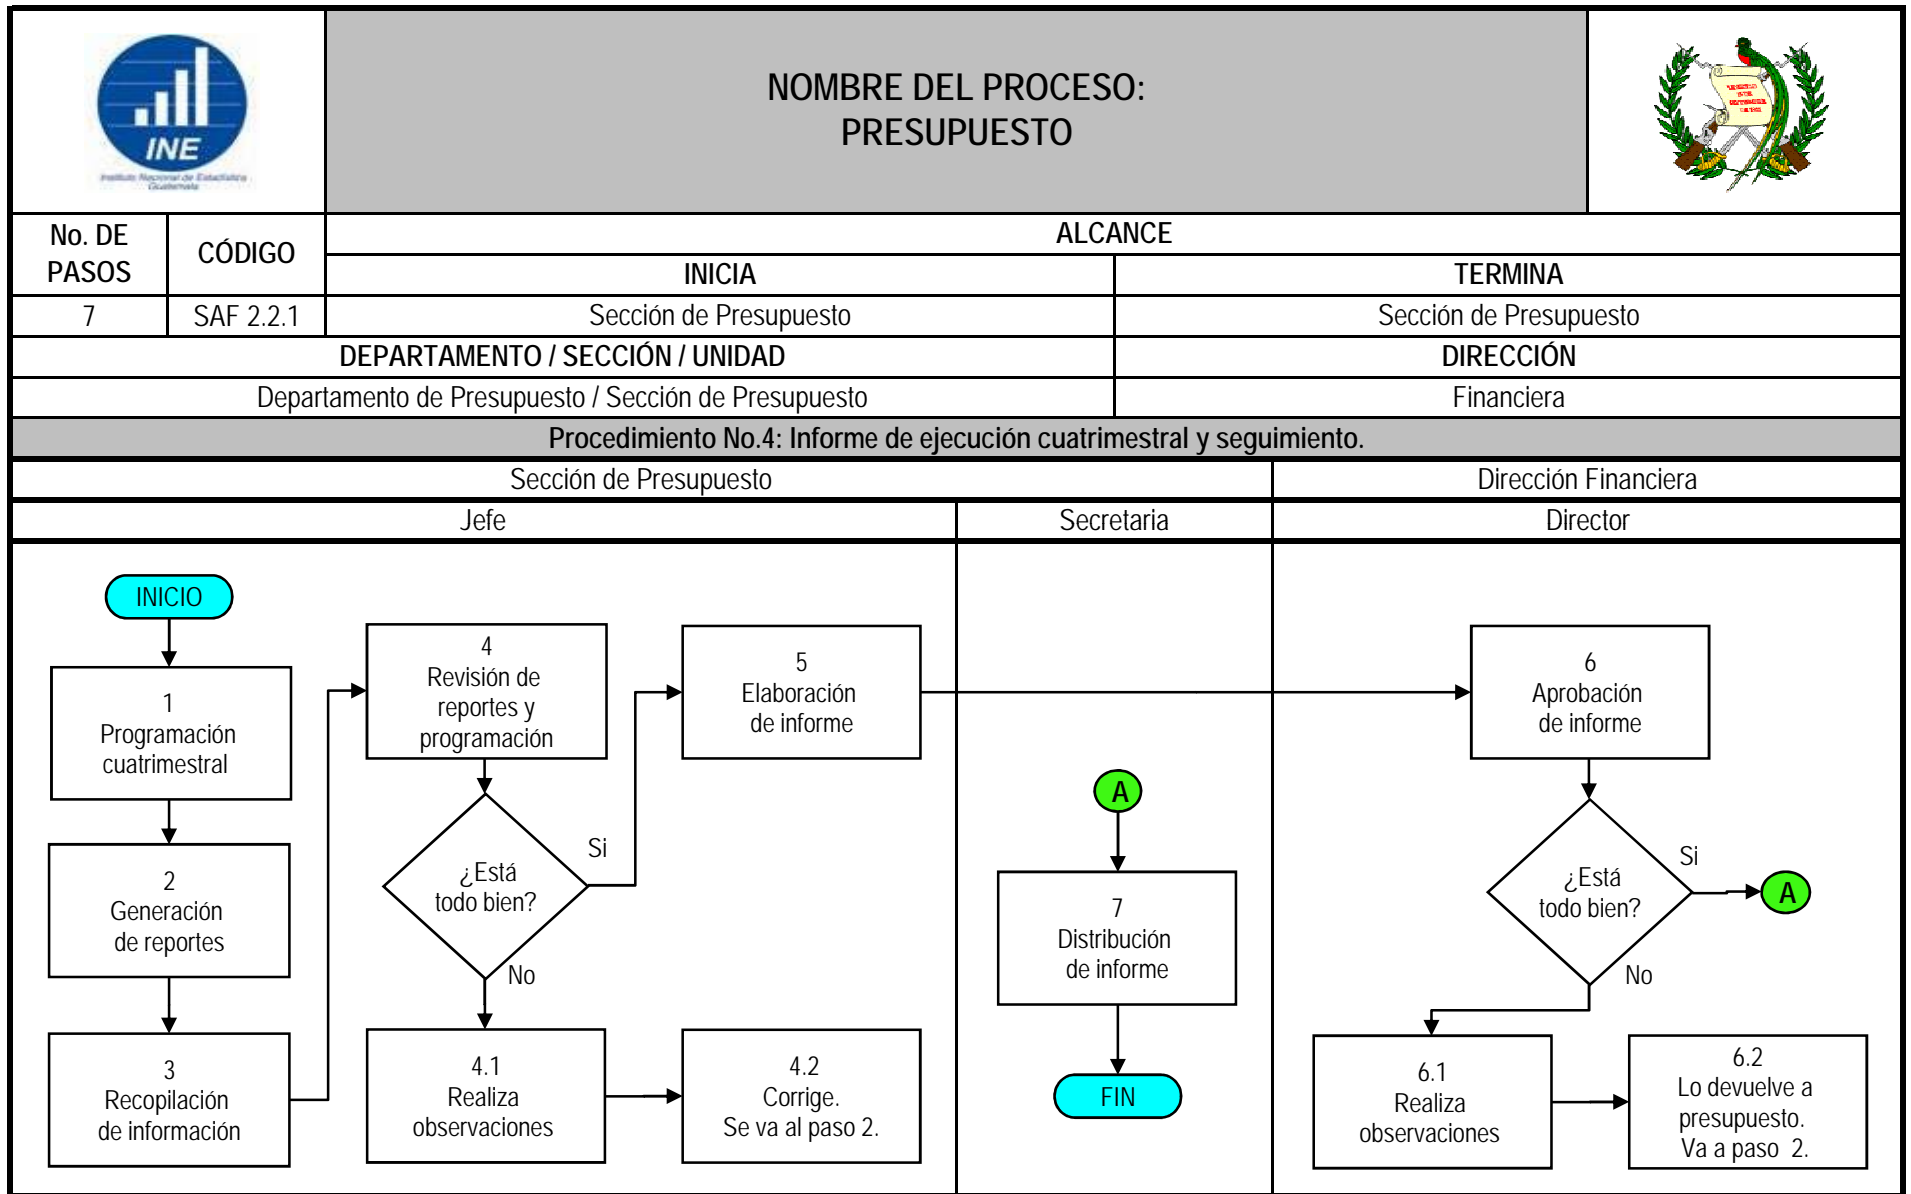 INE
Instituto Nacional de Estadística
Guatemala
NOMBRE DEL PROCESO:
PRESUPUESTO
No. DE
PASOS
CÓDIGO
ALCANCE
INICIA
TERMINA
7
SAF 2.2.1
Sección de Presupuesto
Sección de Presupuesto
DEPARTAMENTO / SECCIÓN / UNIDAD
DIRECCIÓN
Departamento de Presupuesto / Sección de Presupuesto
Financiera
Procedimiento No.4: Informe de ejecución cuatrimestral y seguimiento.
Sección de Presupuesto
Dirección Financiera
Jefe
Secretaria
Director
INICIO
1
Programación
cuatrimestral
2
Generación
de reportes
3
Recopilación
de información
4
Revisión de
reportes y
programación
¿Está
todo bien?
Si
No
4.1
Realiza
observaciones
4.2
Corrige.
Se va al paso 2.
5
Elaboración
de informe
A
7
Distribución
de informe
FIN
6
Aprobación
de informe
¿Está
todo bien?
Si
A
No
6.1
Realiza
observaciones
6.2
Lo devuelve a
presupuesto.
Va a paso 2.